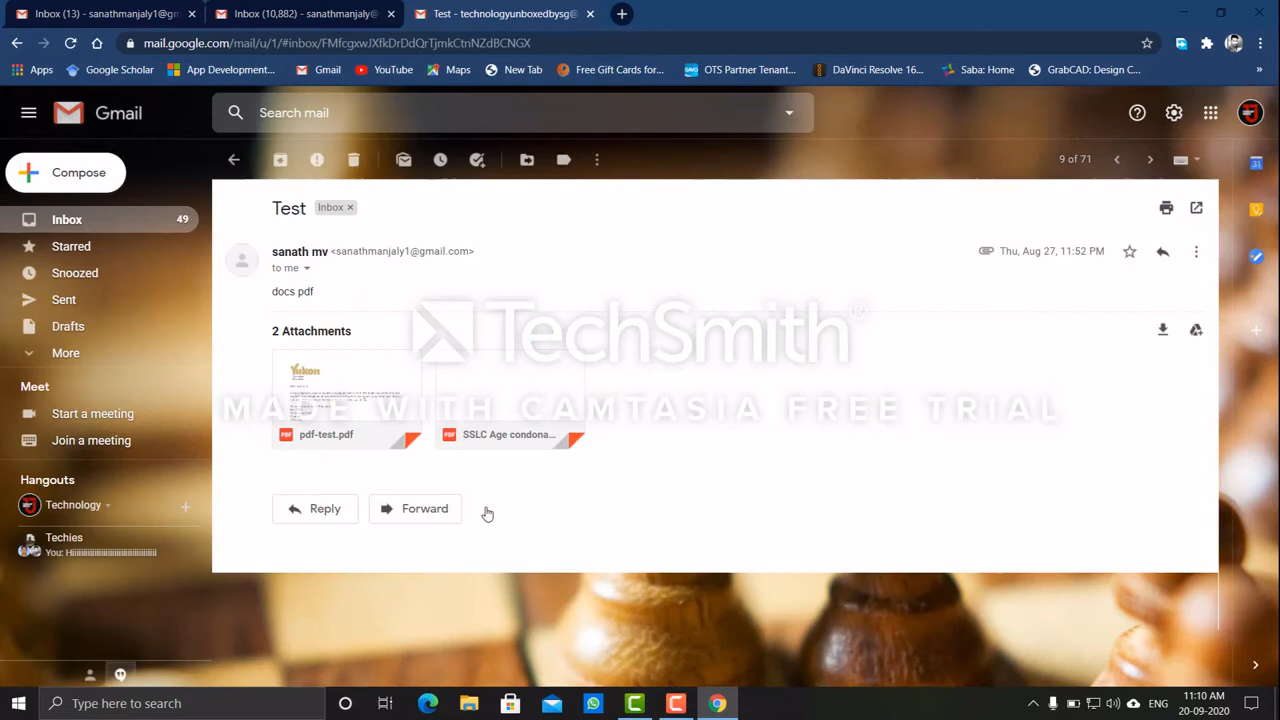 Inbox (13) - sanathmanjaly1@gm
Inbox (10,882) - sanathmanjaly@
Test - technologyunboxedbysg@
mail.google.com/mail/u/1/#inbox/FMfcgxwJXfkDrDdQrTjmkCtnNZdBCNGX
Apps
Google Scholar
App Development...
Gmail
YouTube
Maps
New Tab
Free Gift Cards for...
OTS Partner Tenant...
DaVinci Resolve 16...
Saba: Home
GrabCAD: Design C...
Gmail
Search mail
Compose
9 of 71
Inbox 49
Starred
Snoozed
Sent
Drafts
More
Meet
Start a meeting
Join a meeting
Hangouts
Technology
Techies
You: Hiiiiiiiiiiiiiiiiiiiiiiiiiiiiiiiiii
Test Inbox ×
sanath mv <sanathmanjaly1@gmail.com>
Thu, Aug 27, 11:52 PM
to me
docs pdf
2 Attachments
Yukon
pdf-test.pdf
SSLC Age condona...
Reply
Forward
TechSmith
MADE WITH CAMTASIA FREE TRIAL
Type here to search
ENG
11:10 AM
20-09-2020